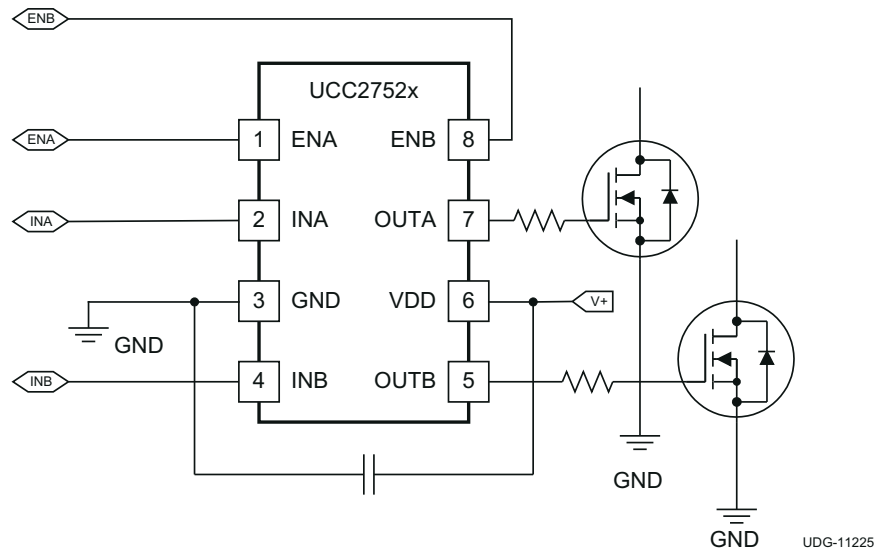 ENB
UCC2752x
ENA
1 ENA ENB 8
INA
2 INA OUTA 7
3 GND VDD 6
V+
GND
INB
4 INB OUTB 5
GND
GND
UDG-11225